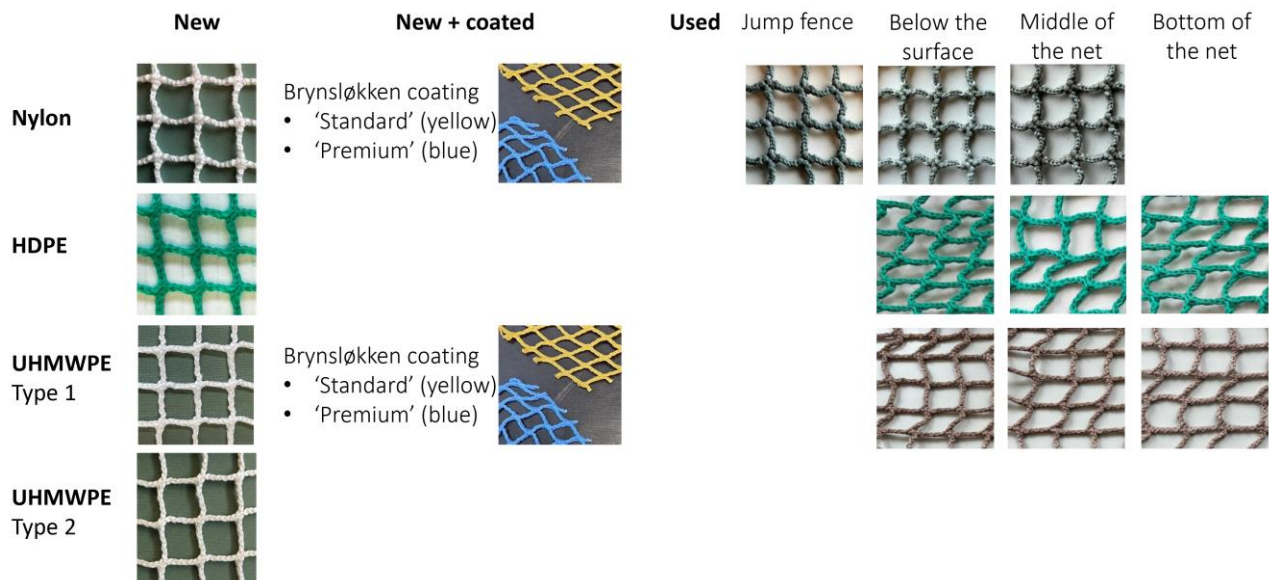 New
New + coated
Used
Jump fence
Below the
surface
Middle of
the net
Bottom of
the net
Nylon
Brynsløkken coating
• ‘Standard’ (yellow)
• ‘Premium’ (blue)
HDPE
UHMWPE
Type 1
Brynsløkken coating
• ‘Standard’ (yellow)
• ‘Premium’ (blue)
UHMWPE
Type 2